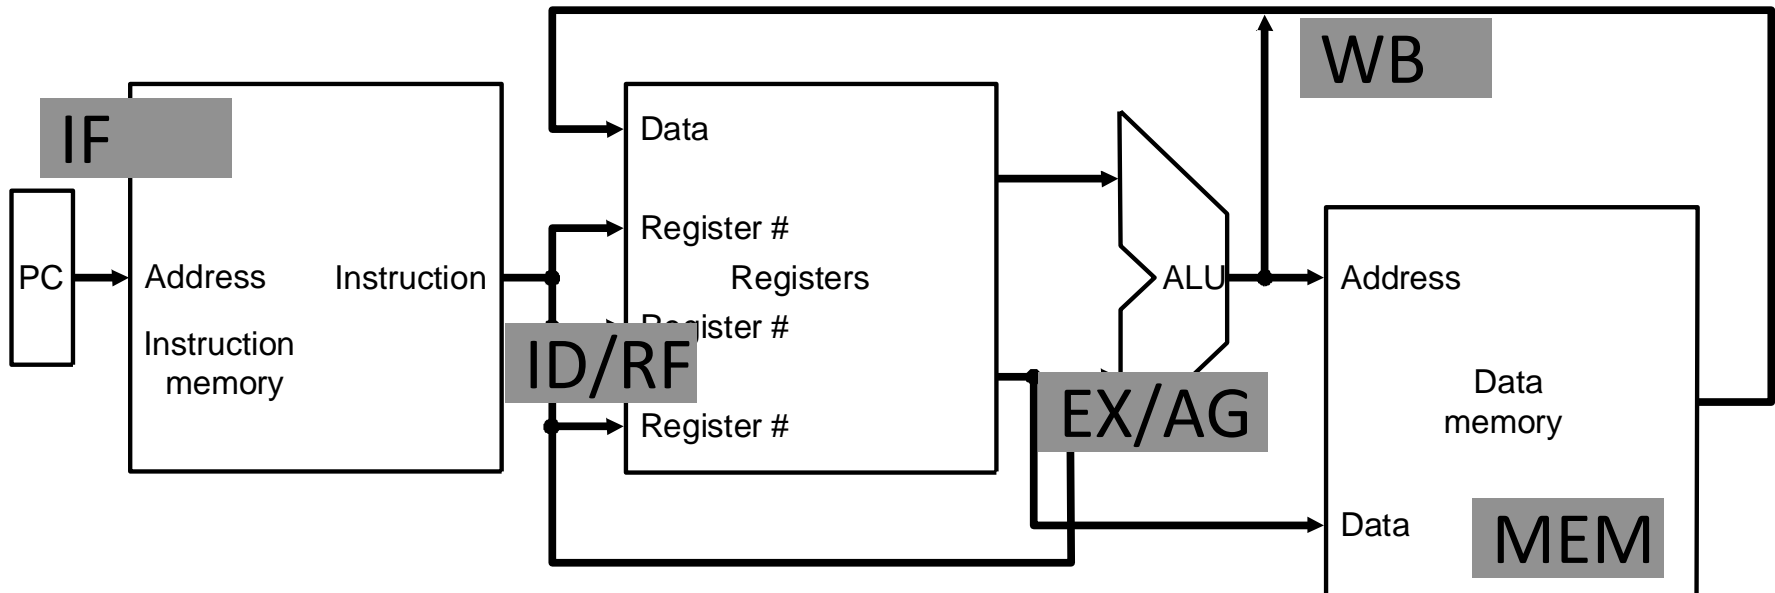 WB
IF
Data
Register #
PC
Address
Instruction
Registers
ALU
Address
Register #
Instruction
memory
ID/RF
EX/AG
Data
memory
Register #
Data
MEM